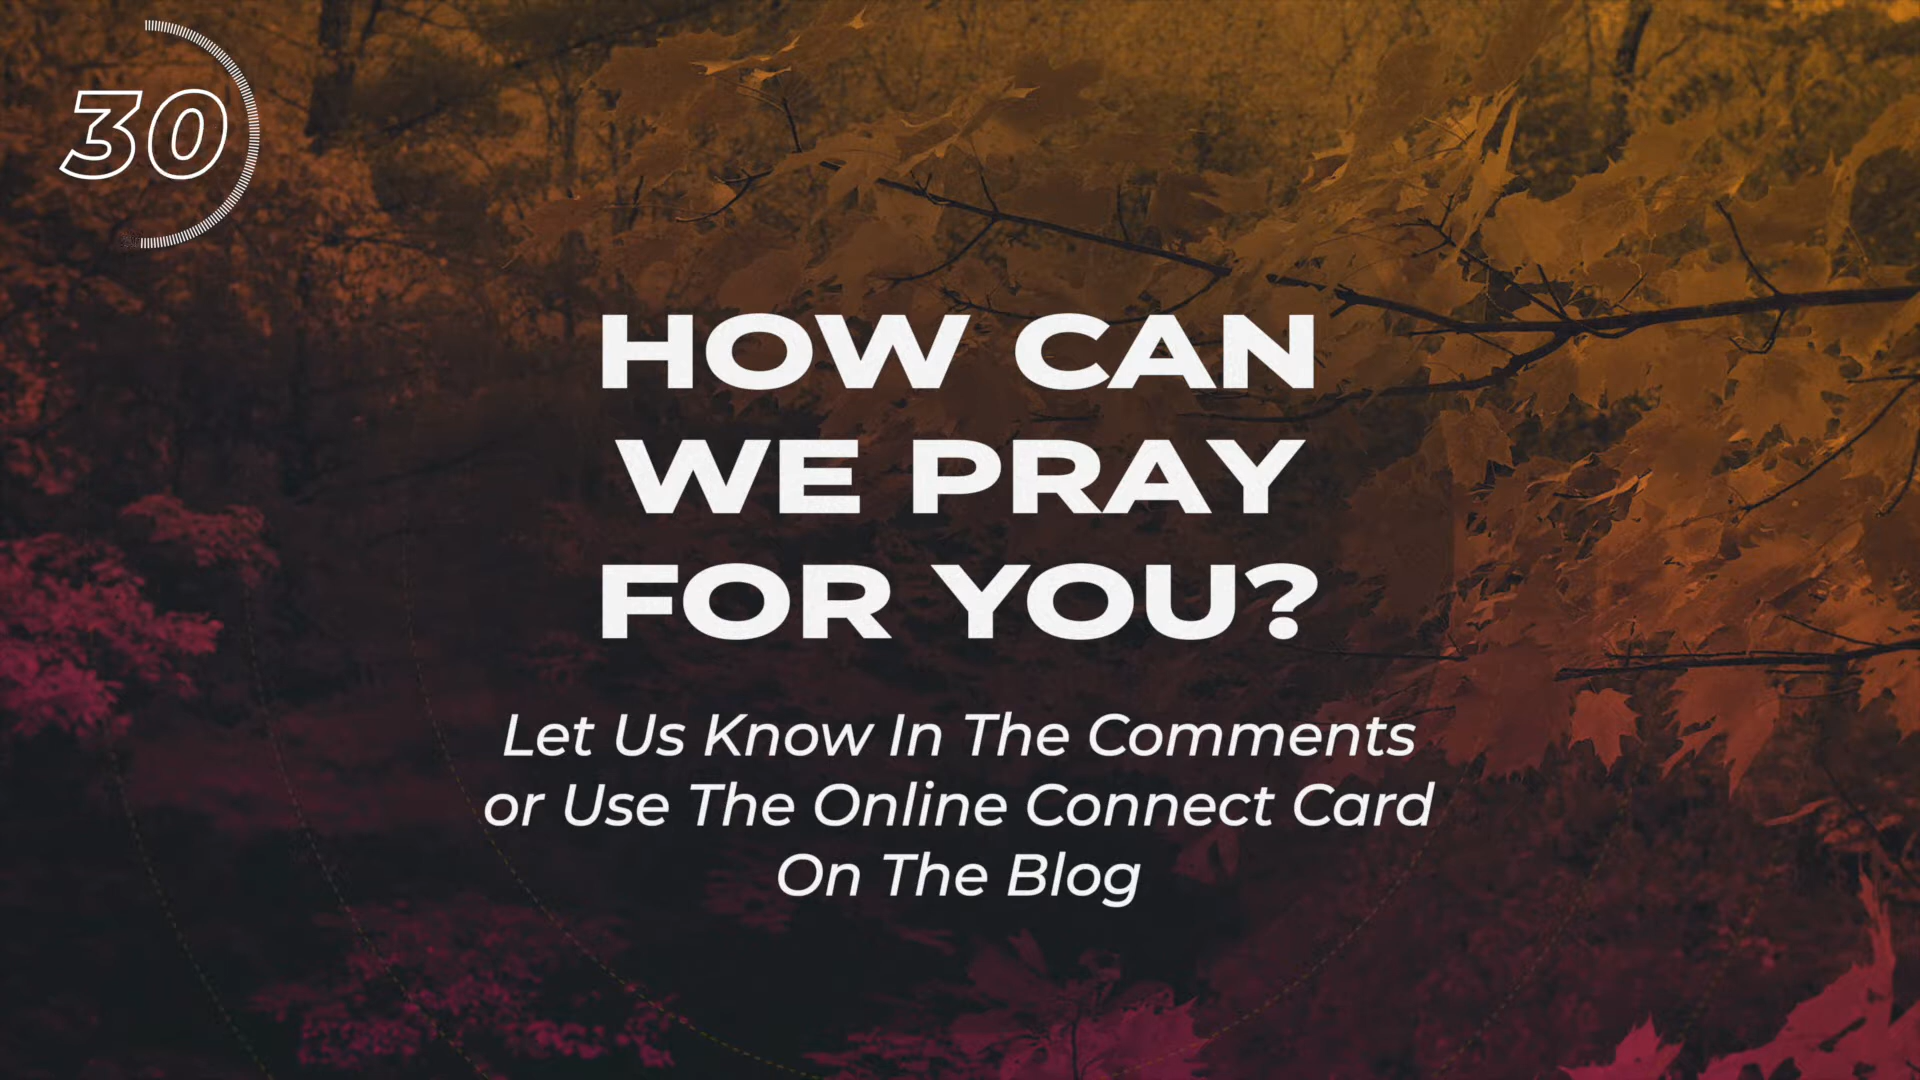 30
HOW CAN
WE PRAY
FOR YOU?
Let Us Know In The Comments
or Use The Online Connect Card
On The Blog